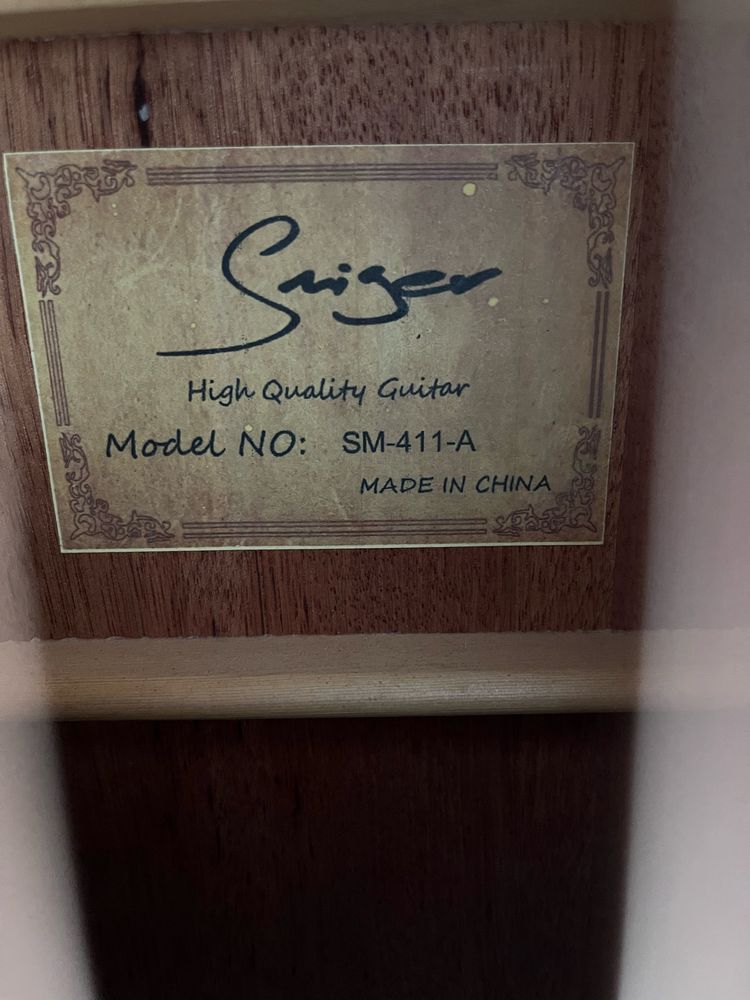 Smiger
High Quality Guitar
Model NO: SM-411-A
MADE IN CHINA